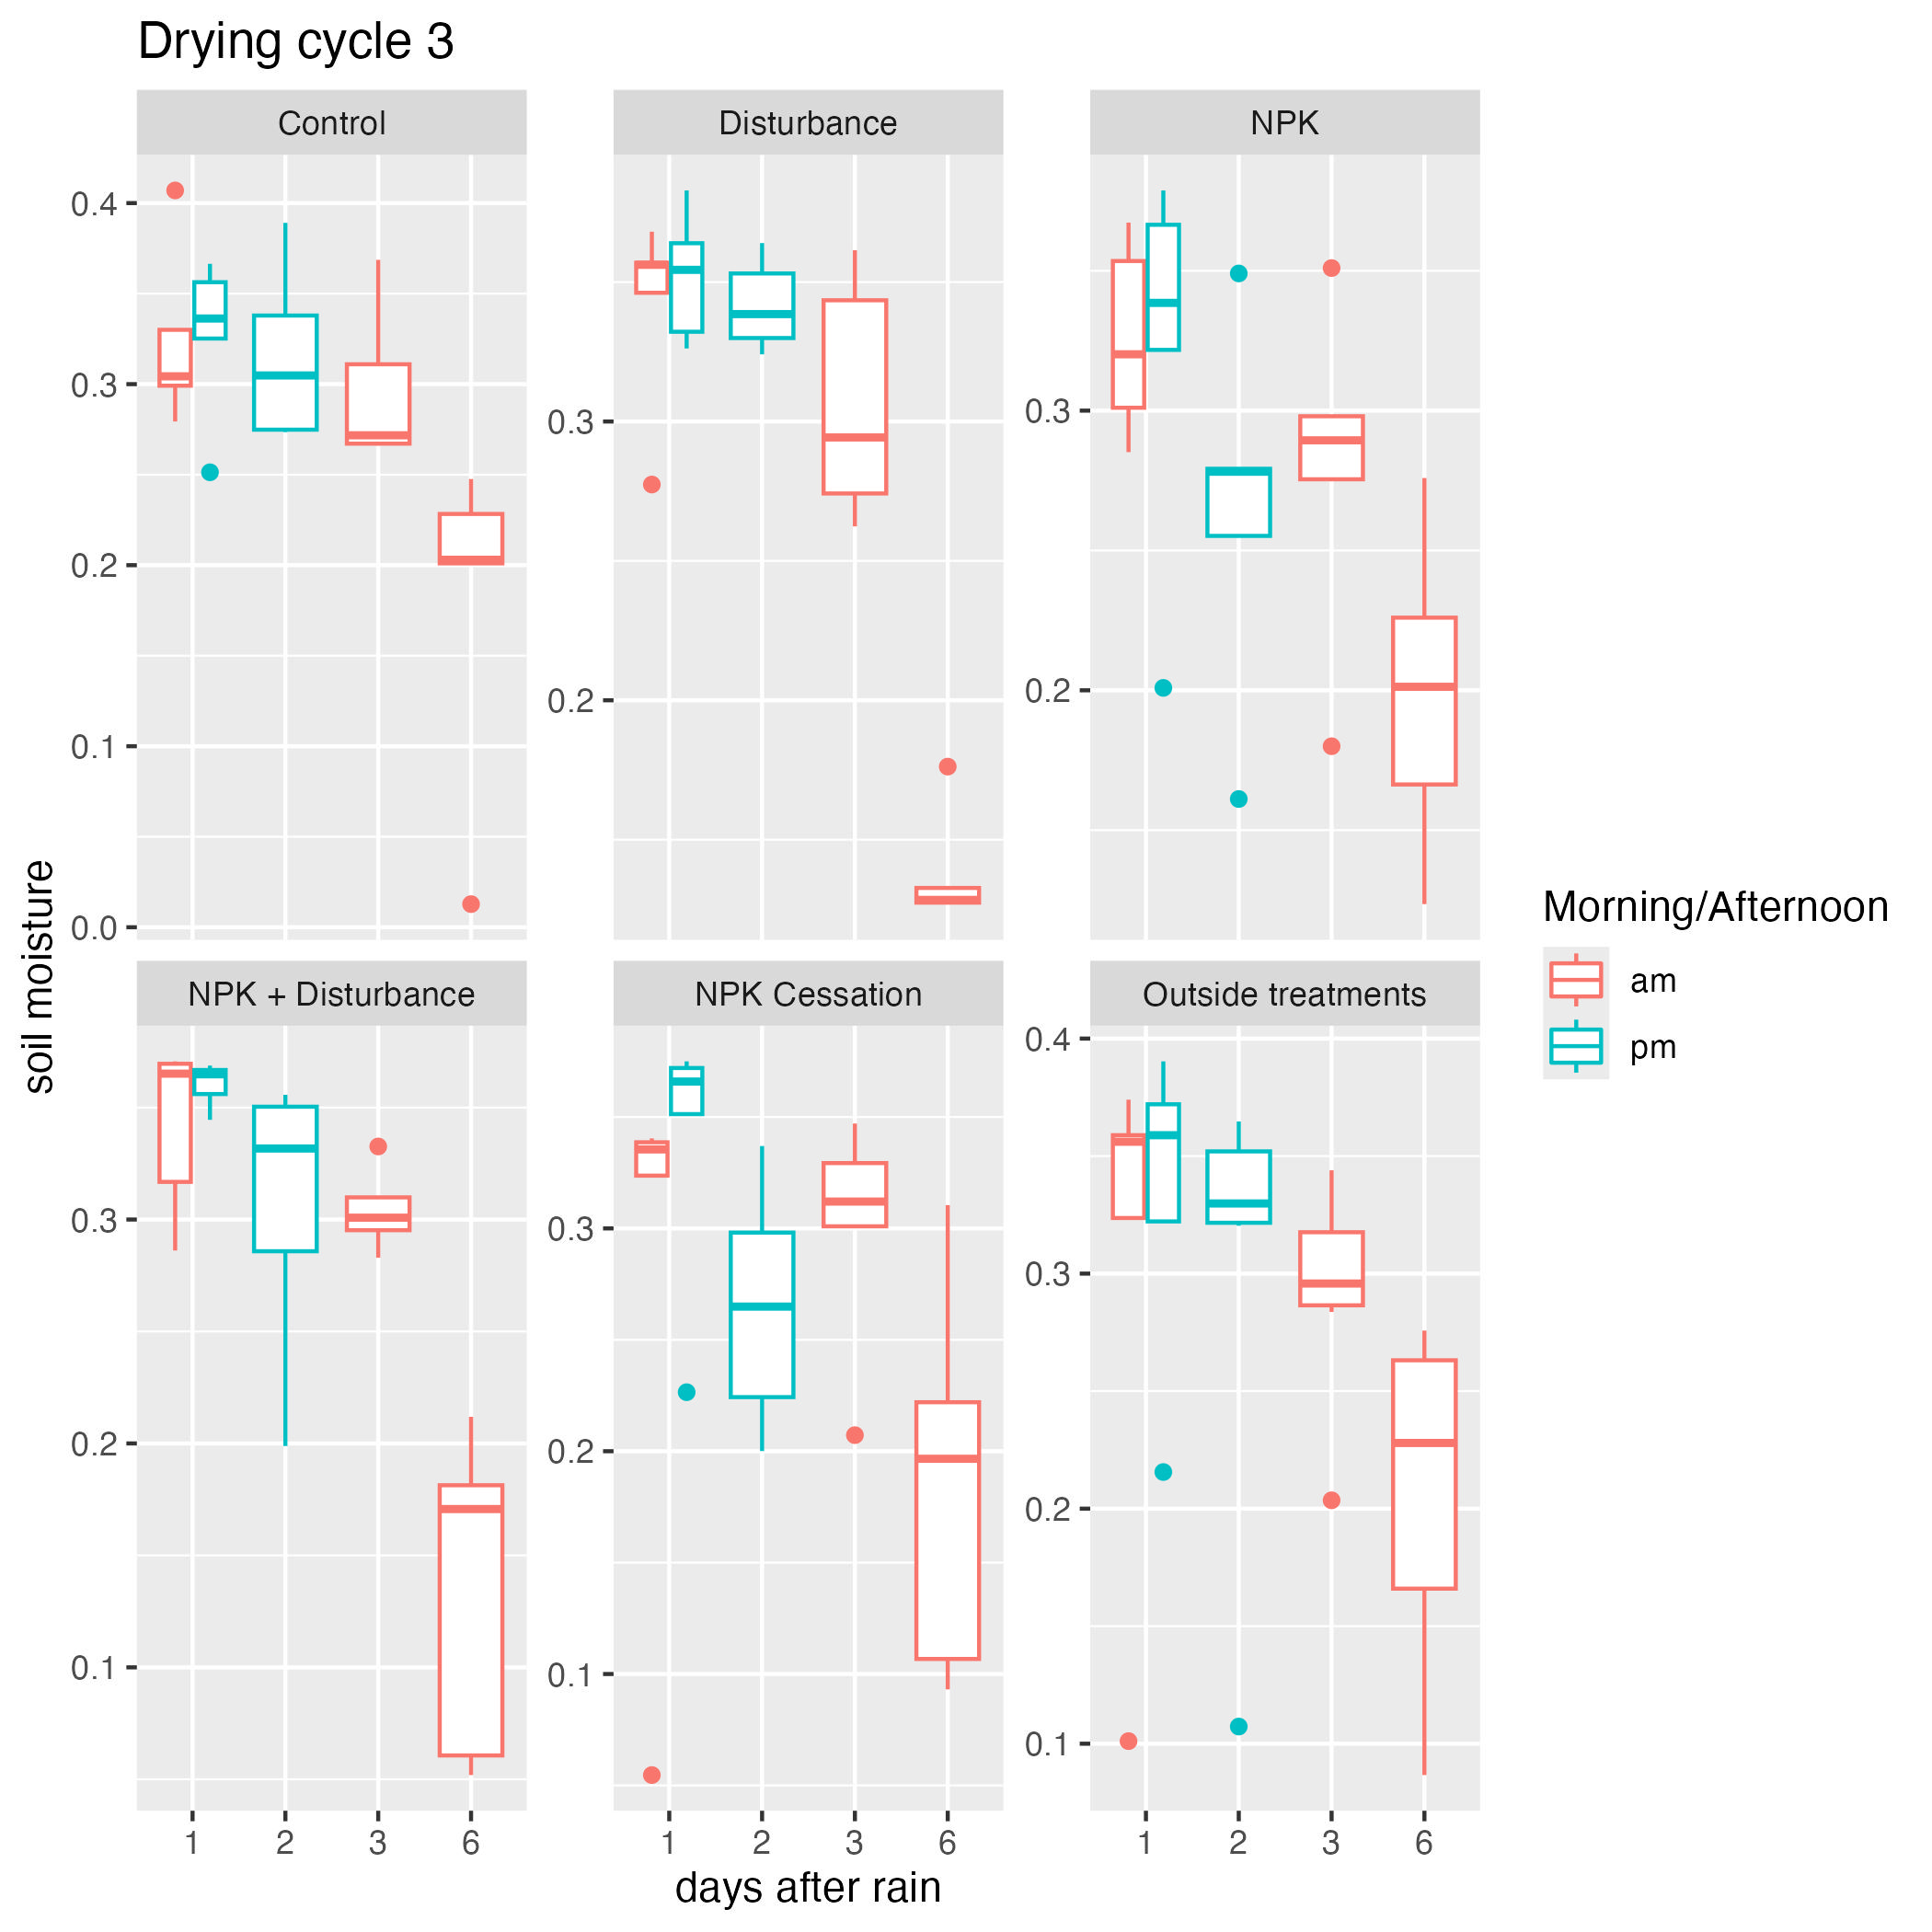 Drying cycle 3
Control
Disturbance
NPK
0.4
0.3
0.2
0.1
0.0
0.3
0.2
0.3
0.2
NPK + Disturbance
NPK Cessation
Outside treatments
0.3
0.2
0.1
0.3
0.2
0.1
0.4
0.3
0.2
0.1
1 2 3 6
1 2 3 6
1 2 3 6
days after rain
soil moisture
Morning/Afternoon
am
pm